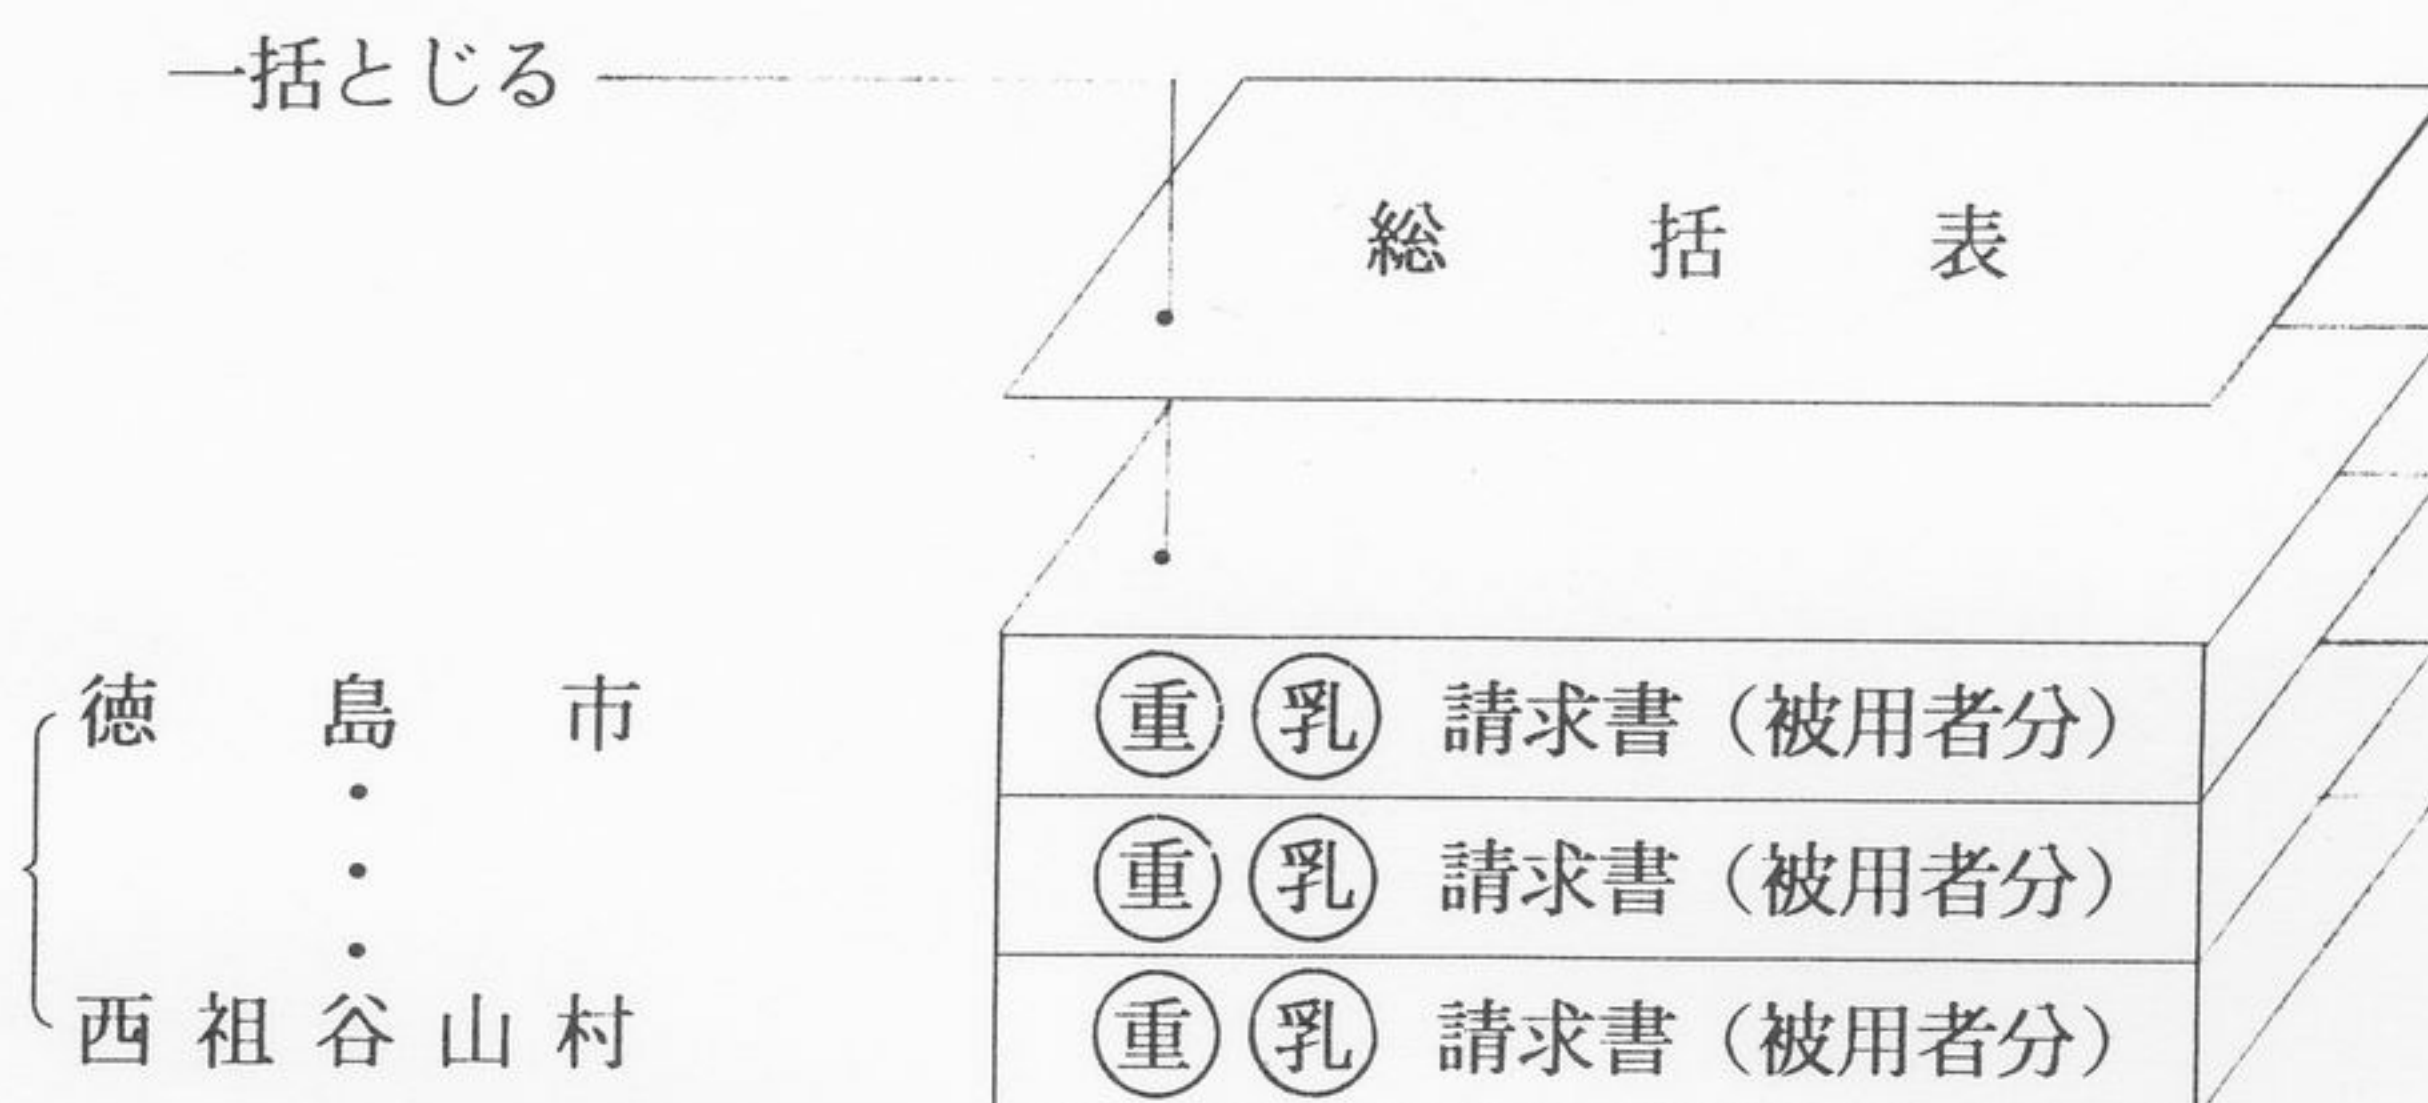 一括とじる
総括表
徳島市
・
・
・
西祖谷山村
㊥重 乳 請求書（被用者分）
重 乳 請求書（被用者分）
重 乳 請求書（被用者分）